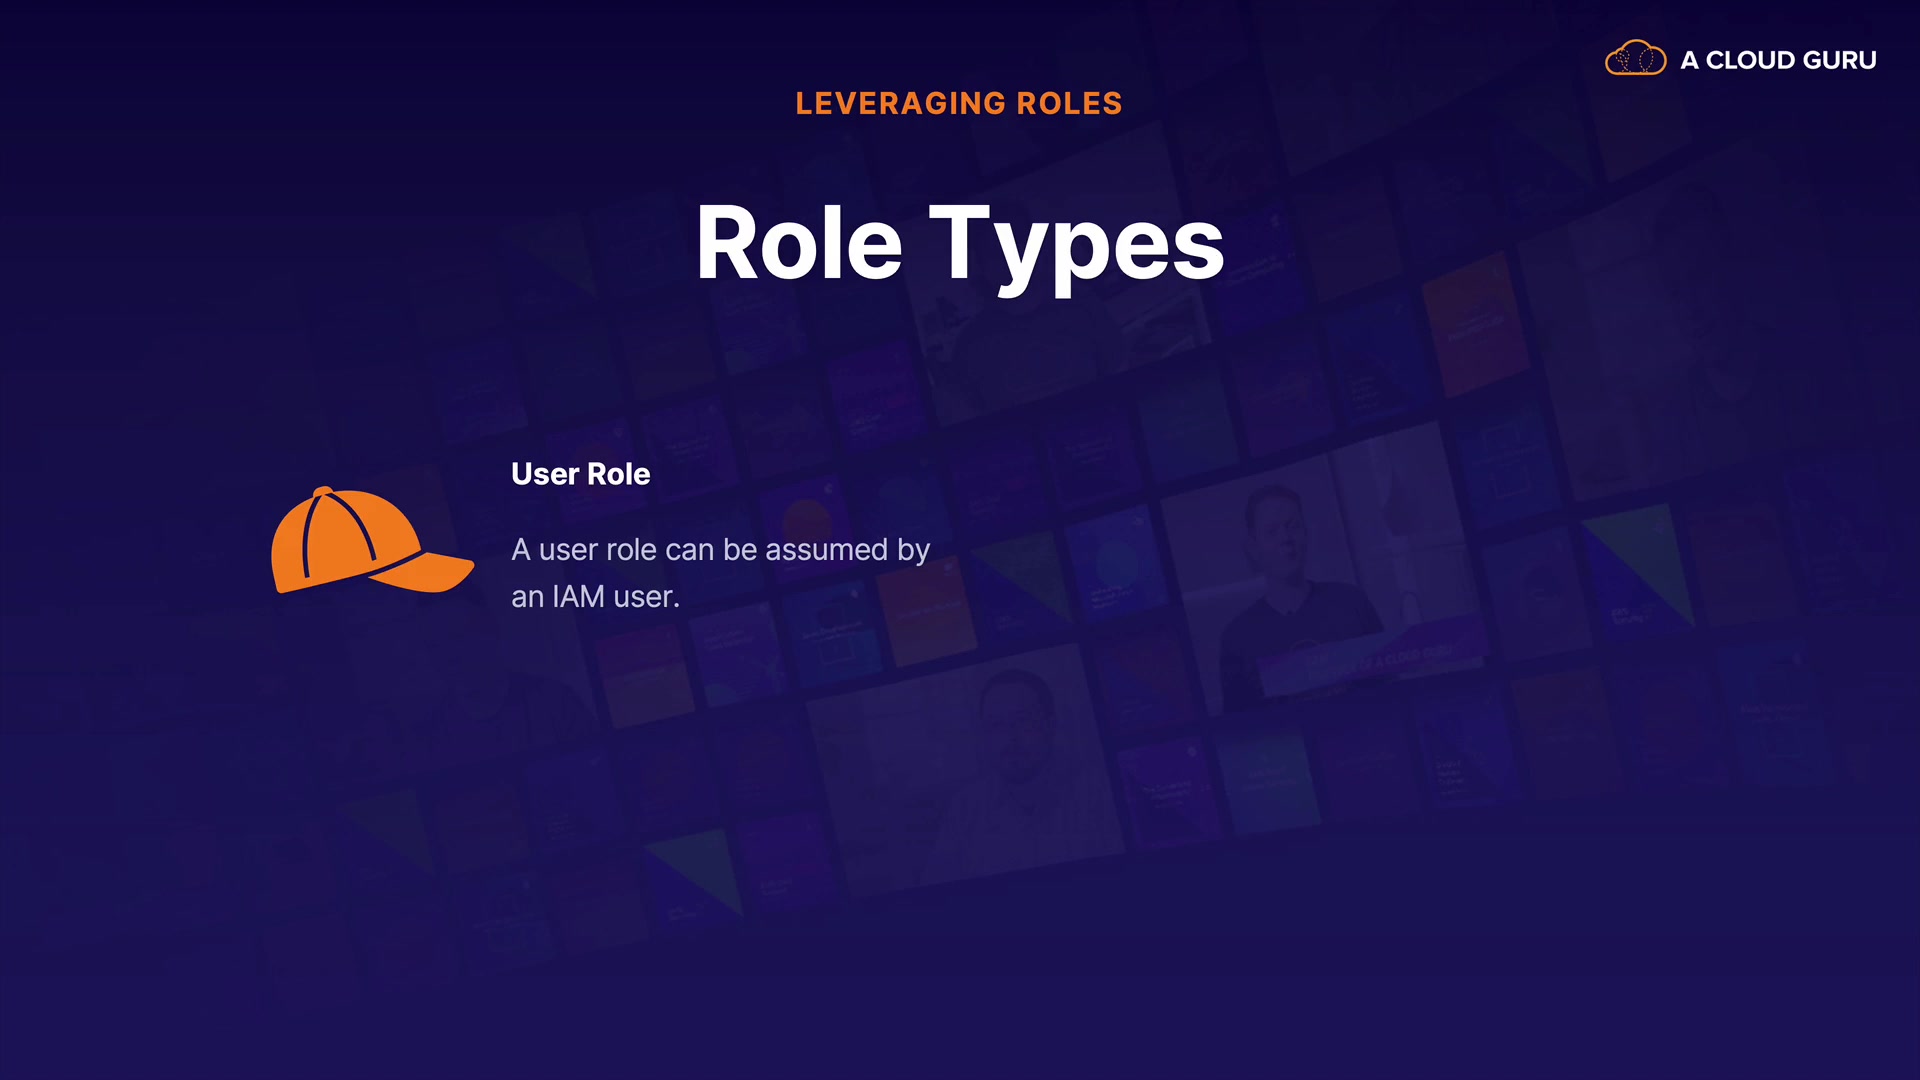 A CLOUD GURU
LEVERAGING ROLES
Role Types
User Role
A user role can be assumed by
an IAM user.